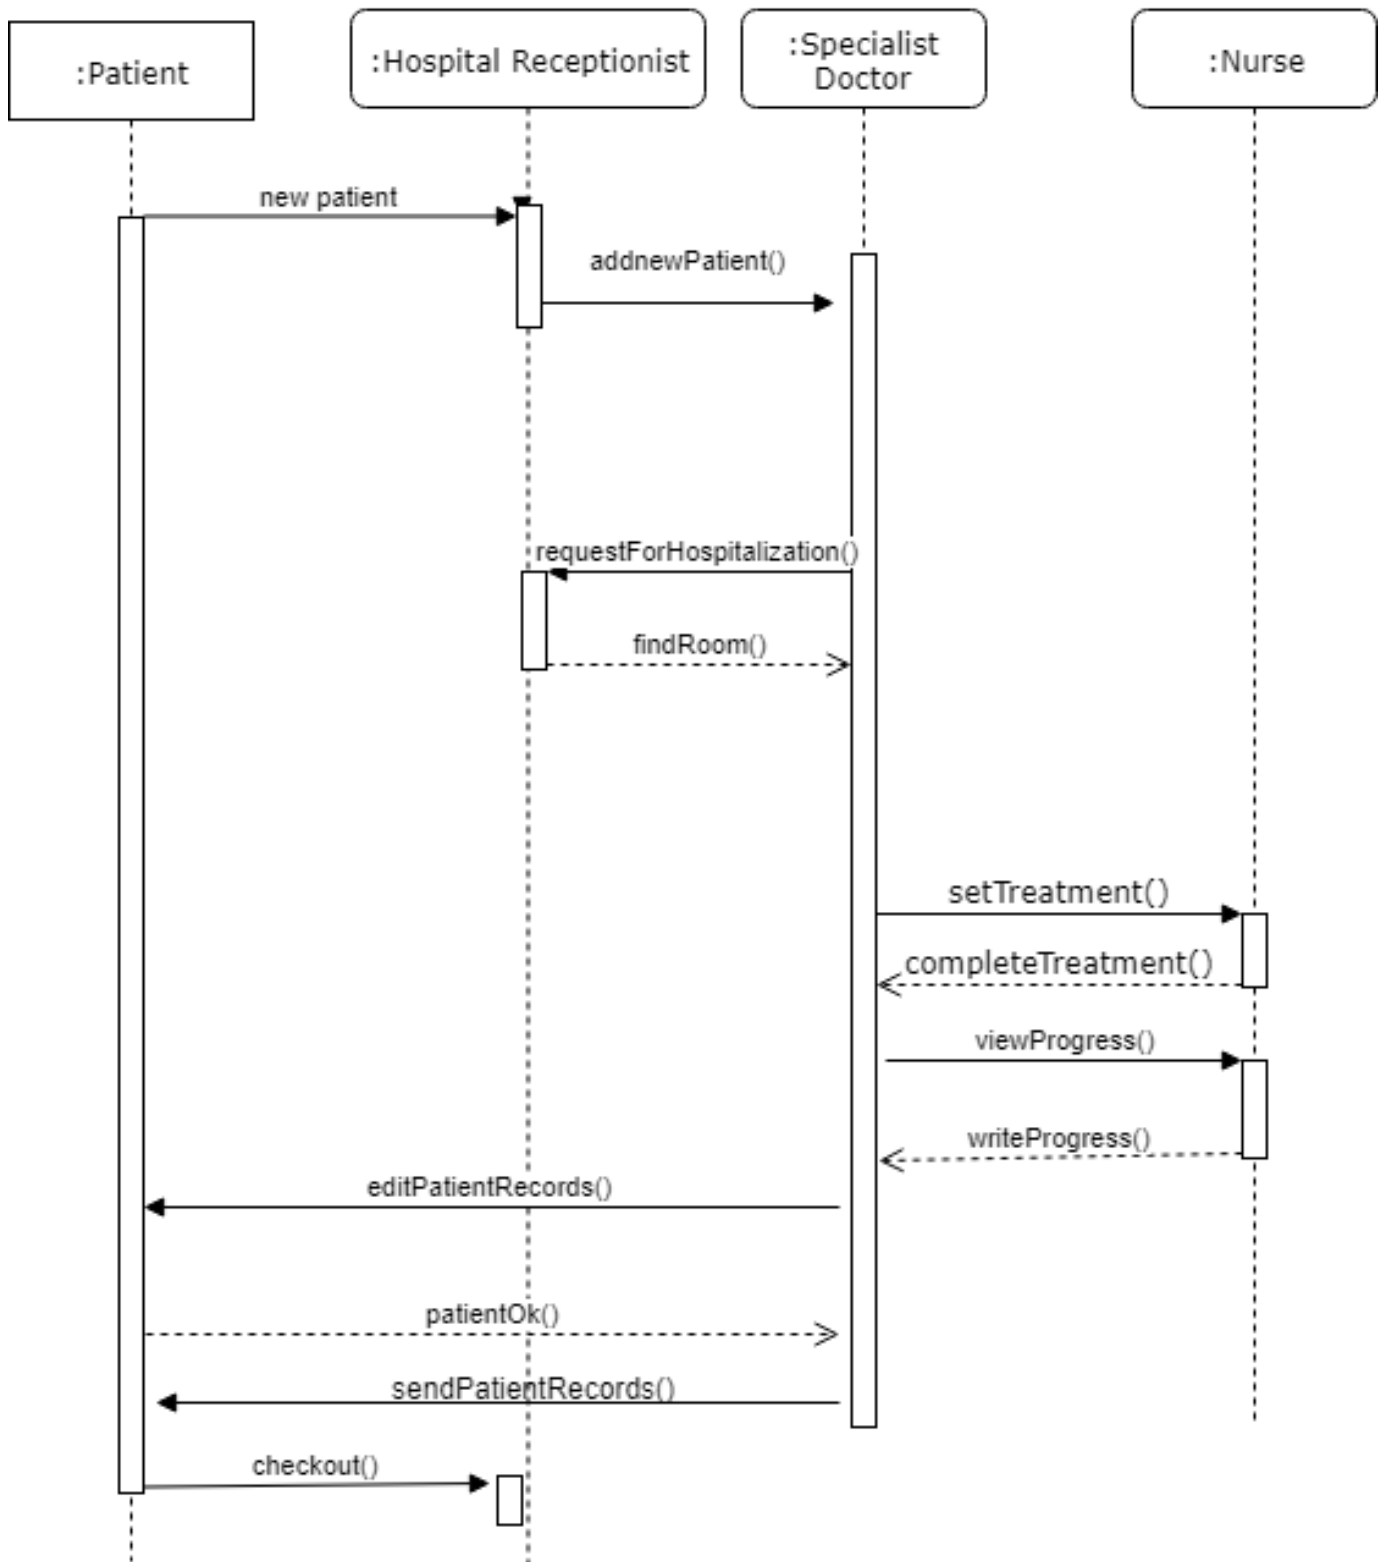 :Patient
:Hospital Receptionist
:Specialist
Doctor
:Nurse
new patient
addnewPatient()
requestForHospitalization()
findRoom()
setTreatment()
completeTreatment()
viewProgress()
writeProgress()
editPatientRecords()
patientOk()
sendPatientRecords()
checkout()